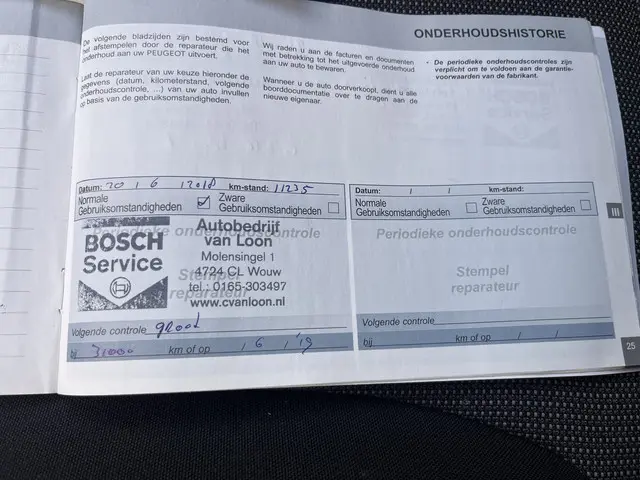 ONDERHOUDSHISTORIE
De volgende bladzijden zijn bestemd voor
het afstempelen door de reparateur die het
onderhoud aan uw PEUGEOT uitvoert.
Laat de reparateur van uw keuze hieronder de
gegevens (datum, kilometerstand, volgende
onderhoudscontrole, ...) van uw auto invullen
op basis van de gebruiksomstandigheden.
Wij raden u aan de facturen en documenten
met betrekking tot het uitgevoerde onderhoud
aan uw auto te bewaren.
Wanneer u de auto doorverkoopt, dient u alle
boorddocumentatie over te dragen aan de
nieuwe eigenaar.
• De periodieke onderhoudscontroles zijn
verplicht om te voldoen aan de garantie-
voorwaarden van de fabrikant.
Datum: 20 / 6 / 2018 km-stand: 11235
Normale
Gebruiksomstandigheden
Zware
Gebruiksomstandigheden
Periodieke onderhoudscontrole
Stempel
reparateur
BOSCH
Service
Autobedrijf
van Loon
Molensingel 1
4724 CL Wouw
tel.: 0165-303497
www.cvanloon.nl
Volgende controle groot
bij 31000 km of op / 6 / '19
Datum: / / km-stand:
Normale
Gebruiksomstandigheden
Zware
Gebruiksomstandigheden
Periodieke onderhoudscontrole
Stempel
reparateur
Volgende controle
bij km of op / /
III
25